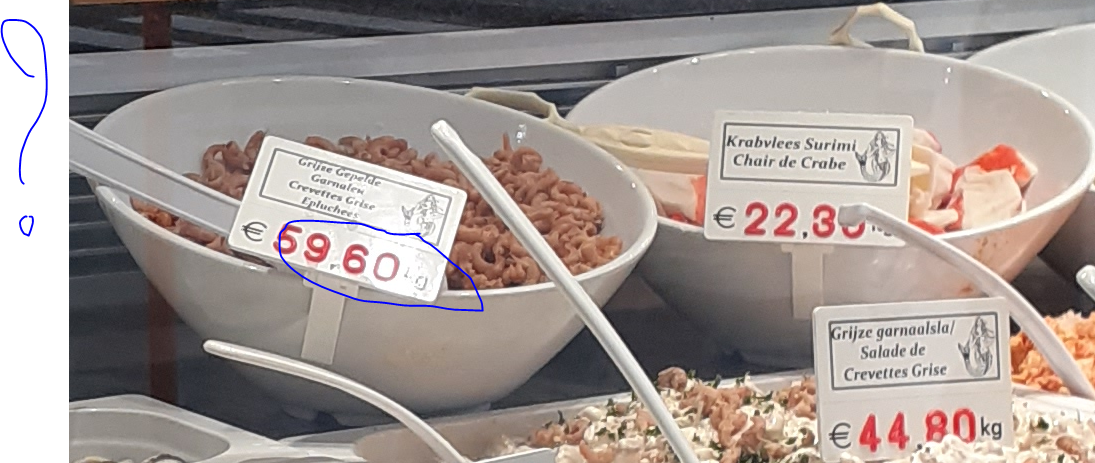 Grijze Gepelde
Garnalen
Crevettes Grise
Epluchees
€ 59.60 kg
Krabvlees Surimi
Chair de Crabe
€ 22,30
Grijze garnaalsla/
Salade de
Crevettes Grise
€ 44.80 kg